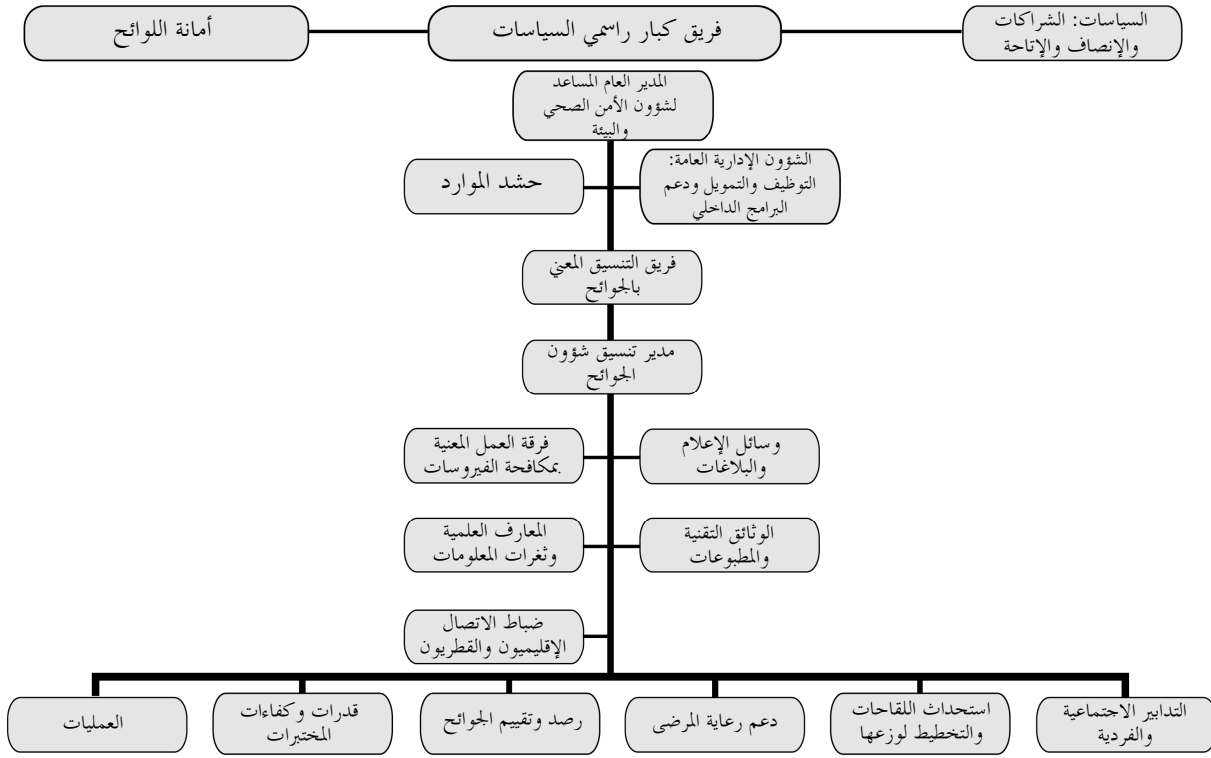 السياسات: الشراكات
والإنصاف والإتاحة
فريق كبار راسمي السياسات
أمانة اللوائح
المدير العام المساعد
لشؤون الأمن الصحي
والبيئة
الشؤون الإدارية العامة:
التوظيف والتمويل ودعم
البرامج الداخلي
حشد الموارد
فريق التنسيق المعني
بالجوائح
مدير تنسيق شؤون
الجوائح
وسائل الإعلام
والبلاغات
فرقة العمل المعنية
بمكافحة الفيروسات
الوثائق التقنية
والمطبوعات
المعارف العلمية
وثغرات المعلومات
ضباط الاتصال
الإقليميون والقطريون
التدابير الاجتماعية
والفردية
استحداث اللقاحات
والتخطيط لوزعها
دعم رعاية المرضى
رصد وتقييم الجوائح
قدرات وكفاءات
المختبرات
العمليات